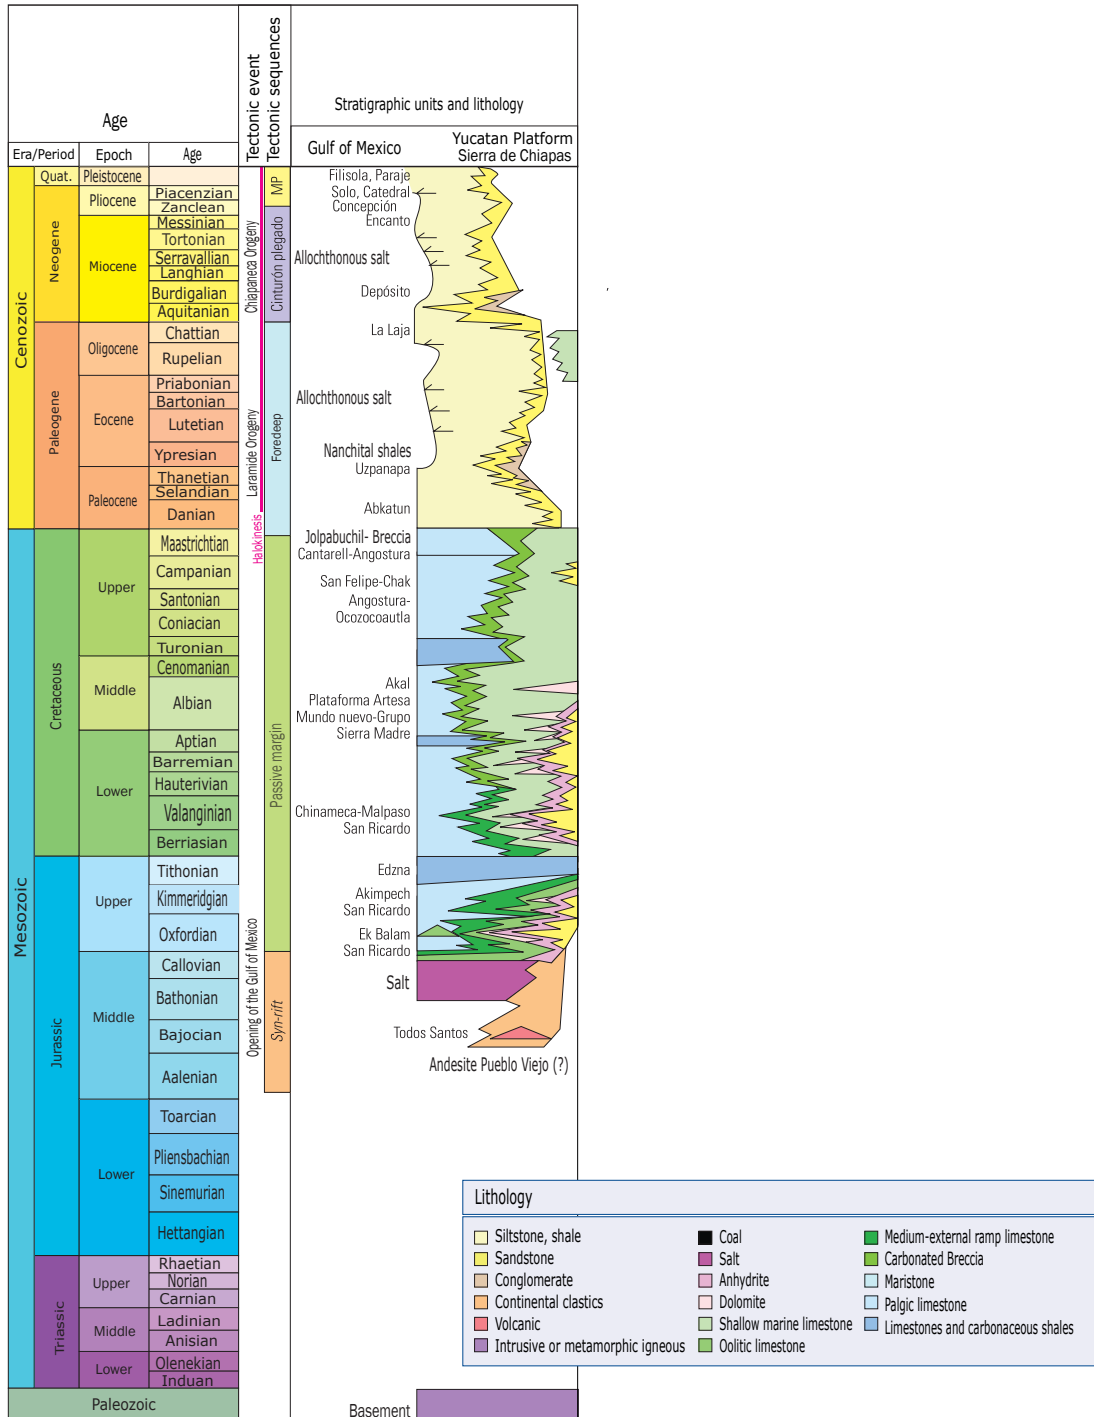 Age
Tectonic event
Tectonic sequences
Stratigraphic units and lithology
Era/Period
Epoch
Age
Gulf of Mexico
Yucatan Platform
Sierra de Chiapas
Cenozoic
Mesozoic
Quat.
Neogene
Paleogene
Cretaceous
Jurassic
Triassic
Paleozoic
Pleistocene
Pliocene
Miocene
Oligocene
Eocene
Paleocene
Upper
Middle
Lower
Upper
Middle
Lower
Upper
Middle
Lower
Piacenzian
Zanclean
Messinian
Tortonian
Serravallian
Langhian
Burdigalian
Aquitanian
Chattian
Rupelian
Priabonian
Bartonian
Lutetian
Ypresian
Thanetian
Selandian
Danian
Maastrichtian
Campanian
Santonian
Coniacian
Turonian
Cenomanian
Albian
Aptian
Barremian
Hauterivian
Valanginian
Berriasian
Tithonian
Kimmeridgian
Oxfordian
Callovian
Bathonian
Bajocian
Aalenian
Toarcian
Pliensbachian
Sinemurian
Hettangian
Rhaetian
Norian
Carnian
Ladinian
Anisian
Olenekian
Induan
Chiapaneca Orogeny
Laramide Orogeny
Halokinesis
Opening of the Gulf of Mexico
MP
Cinturón plegado
Foredeep
Passive margin
Syn-rift
Filisola, Paraje
Solo, Catedral
Concepción
Encanto
Allochthonous salt
Depósito
La Laja
Allochthonous salt
Nanchital shales
Uzpanapa
Abkatun
Jolpabuchil- Breccia
Cantarell-Angostura
San Felipe-Chak
Angostura-
Ocozocoautla
Akal
Plataforma Artesa
Mundo nuevo-Grupo
Sierra Madre
Chinameca-Malpaso
San Ricardo
Edzna
Akimpech
San Ricardo
Ek Balam
San Ricardo
Salt
Todos Santos
Andesite Pueblo Viejo (?)
Basement
Lithology
Siltstone, shale
Sandstone
Conglomerate
Continental clastics
Volcanic
Intrusive or metamorphic igneous
Coal
Salt
Anhydrite
Dolomite
Shallow marine limestone
Oolitic limestone
Medium-external ramp limestone
Carbonated Breccia
Maristone
Palgic limestone
Limestones and carbonaceous shales